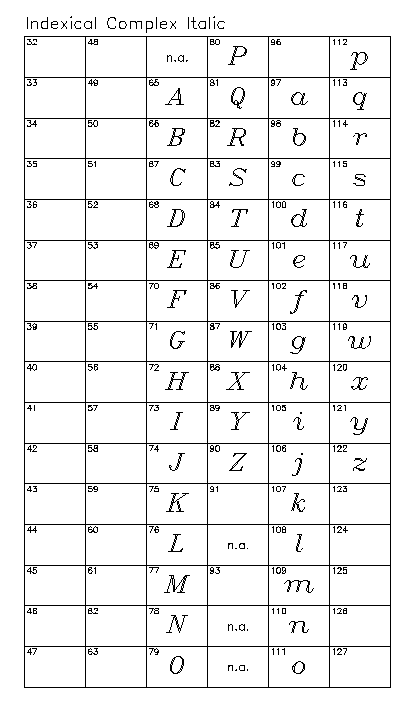 Indexical Complex Italic
32 48 n.a. 80 P 96 112 p
33 49 65 A 81 Q 97 a 113 q
34 50 66 B 82 R 98 b 114 r
35 51 67 C 83 S 99 c 115 s
36 52 68 D 84 T 100 d 116 t
37 53 69 E 85 U 101 e 117 u
38 54 70 F 86 V 102 f 118 v
39 55 71 G 87 W 103 g 119 w
40 56 72 H 88 X 104 h 120 x
41 57 73 I 89 Y 105 i 121 y
42 58 74 J 90 Z 106 j 122 z
43 59 75 K 91 107 k 123
44 60 76 L n.a. 108 l 124
45 61 77 M 93 109 m 125
46 62 78 N n.a. 110 n 126
47 63 79 O n.a. 111 o 127